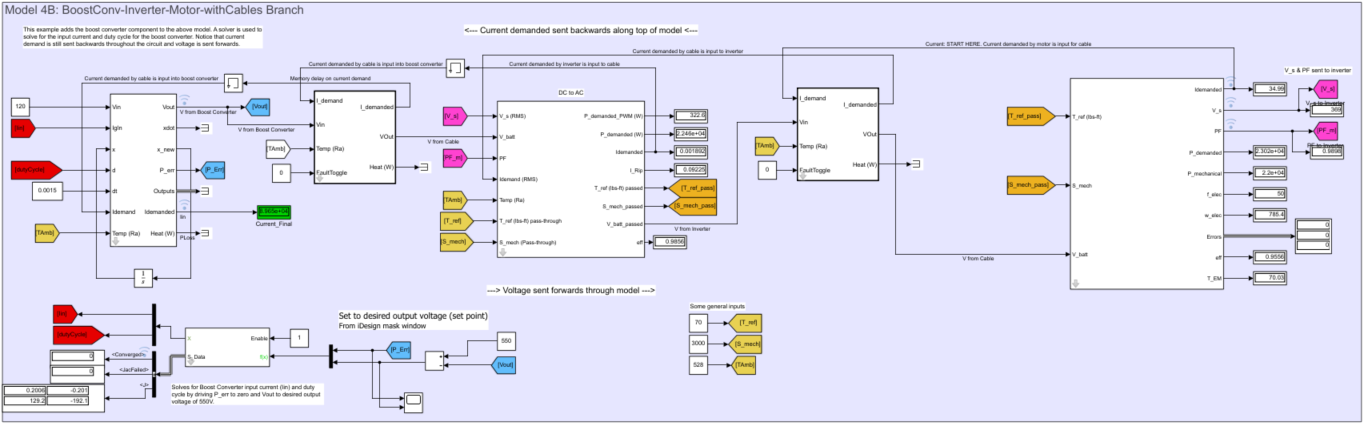 Model 4B: BoostConv-Inverter-Motor-withCables Branch
This example adds the boost converter component to the above model. A solver is used to
solve for the input current and duty cycle for the boost converter. Notice that current
demand is still sent backwards throughout the circuit and voltage is sent forwards.
<--- Current demanded sent backwards along top of model <---
Current demanded by cable is input into boost converter
Memory delay on current demand
Current demanded by cable is input into boost converter
Current demanded by inverter is input to cable
Current demanded by cable is input to inverter
Current: START HERE. Current demanded by motor is input for cable
V_s & PF sent to inverter
120
0.0015
[TAmb]
Vin
IgIn
x
d
dt
Idemand
Temp (Ra)
Vout
xdot
x_new
P_err
Outputs
Idemanded
Heat (W)
V from Boost Converter
[Vout]
[P_Err]
Iin
PLoss
Current_Final
V from Boost Converter
[TAmb]
0
I_demand
Vin
Temp (Ra)
FaultToggle
I_demanded
VOut
Heat (W)
V from Cable
[V_s]
[PF_m]
[TAmb]
[T_ref]
[S_mech]
DC to AC
V_s (RMS)
V_batt
PF
Idemand (RMS)
Temp (Ra)
T_ref (lbs-ft) pass-through
S_mech (Pass-through)
P_demanded_PWM (W)
P_demanded (W)
Idemanded
I_Rip
T_ref (lbs-ft) passed
S_mech_passed
V_batt_passed
eff
322.6
2.246e+04
0.001892
0.09225
[T_ref_pass]
[S_mech_pass]
V from Inverter
0.9856
[TAmb]
0
I_demand
Vin
Temp (Ra)
FaultToggle
I_demanded
VOut
Heat (W)
V from Cable
[T_ref_pass]
[S_mech_pass]
T_ref (lbs-ft)
S_mech
V_batt
Idemanded
V_s
PF
P_demanded
P_mechanical
f_elec
w_elec
Errors
eff
T_EM
34.99
[V_s]
V_s to Inverter
369
[PF_m]
PF to Inverter
0.9898
2.302e+04
2.2e+04
50
785.4
0
0
0
0.9556
70.03
1
s
---> Voltage sent forwards through model --->
[Iin]
[dutyCycle]
<Converged>
<JacFailed>
<J>
0
0
0.2006 -0.201
129.2 -192.1
X
S_Data
Enable
f(x)
1
Set to desired output voltage (set point)
From iDesign mask window
[P_Err]
550
[Vout]
Solves for Boost Converter input current (Iin) and duty
cycle by driving P_err to zero and Vout to desired output
voltage of 550V.
Some general inputs
70
[T_ref]
3000
[S_mech]
528
[TAmb]